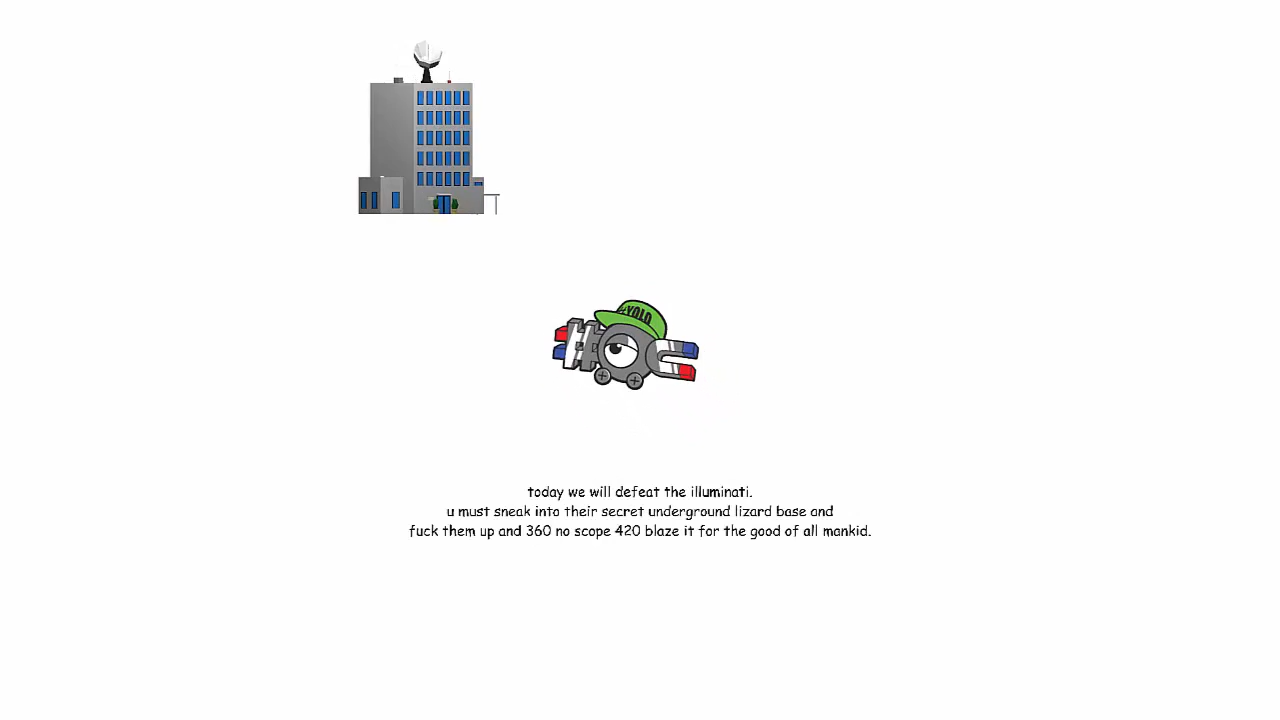 #YOLO
today we will defeat the illuminati.
u must sneak into their secret underground lizard base and
fuck them up and 360 no scope 420 blaze it for the good of all mankid.